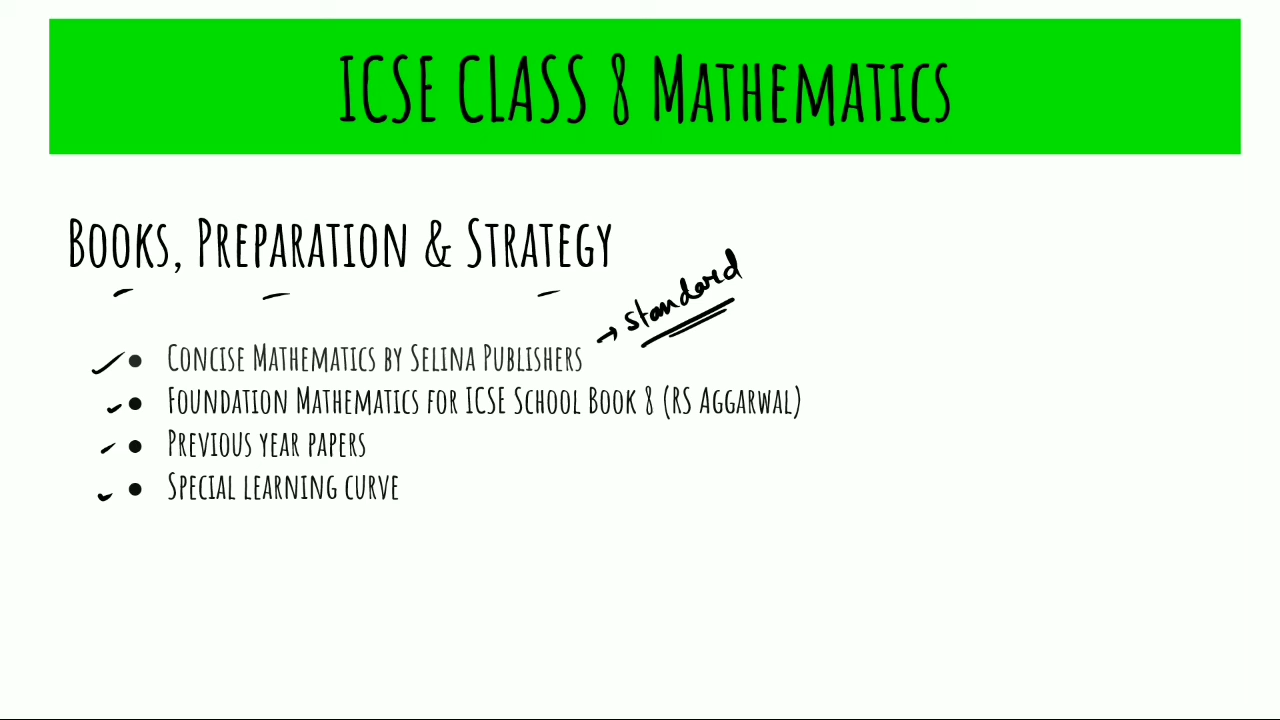 ICSE CLASS 8 MATHEMATICS
BOOKS, PREPARATION & STRATEGY
→ standard
CONCISE MATHEMATICS BY SELINA PUBLISHERS
FOUNDATION MATHEMATICS FOR ICSE SCHOOL BOOK 8 (RS AGGARWAL)
PREVIOUS YEAR PAPERS
SPECIAL LEARNING CURVE